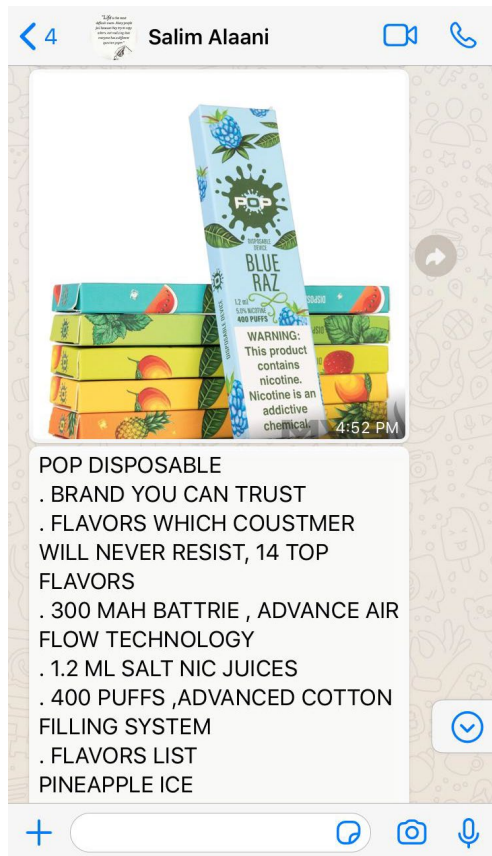 4
Salim Alaani
POP
DISPOSABLE
DEVICE
BLUE
RAZ
1.2 ml
5.0% NICOTINE
400 PUFFS
DISPOSABLE DEVICE
WARNING:
This product
contains
nicotine.
Nicotine is an
addictive
chemical.
4:52 PM
POP DISPOSABLE
. BRAND YOU CAN TRUST
. FLAVORS WHICH COUSTMER
WILL NEVER RESIST, 14 TOP
FLAVORS
. 300 MAH BATTRIE , ADVANCE AIR
FLOW TECHNOLOGY
. 1.2 ML SALT NIC JUICES
. 400 PUFFS ,ADVANCED COTTON
FILLING SYSTEM
. FLAVORS LIST
PINEAPPLE ICE